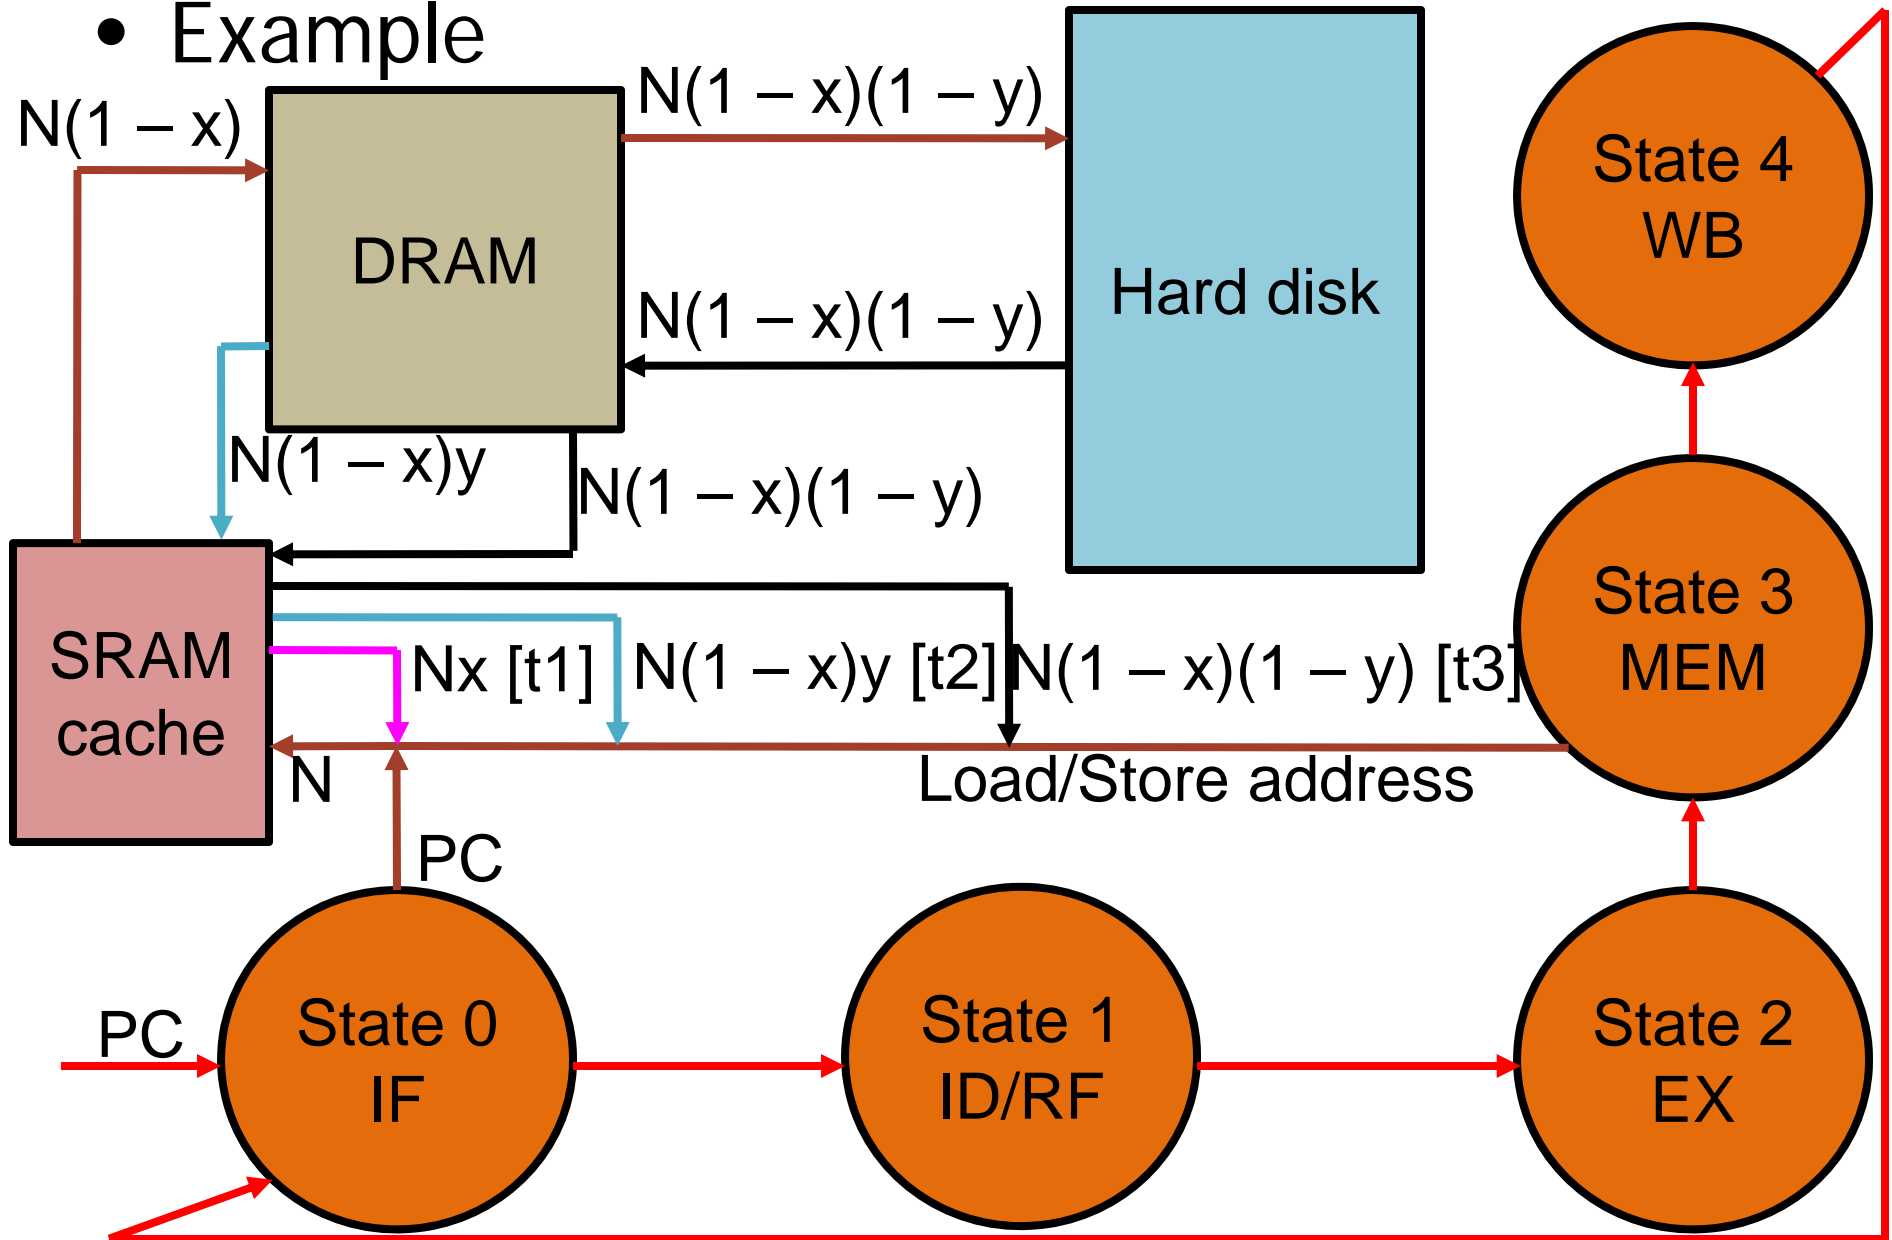 • Example
N(1 – x)
N(1 – x)(1 – y)
State 4
WB
DRAM
Hard disk
N(1 – x)(1 – y)
N(1 – x)y
N(1 – x)(1 – y)
State 3
MEM
SRAM
cache
Nx [t1]
N(1 – x)y [t2]
N(1 – x)(1 – y) [t3]
N
Load/Store address
PC
PC
State 0
IF
State 1
ID/RF
State 2
EX